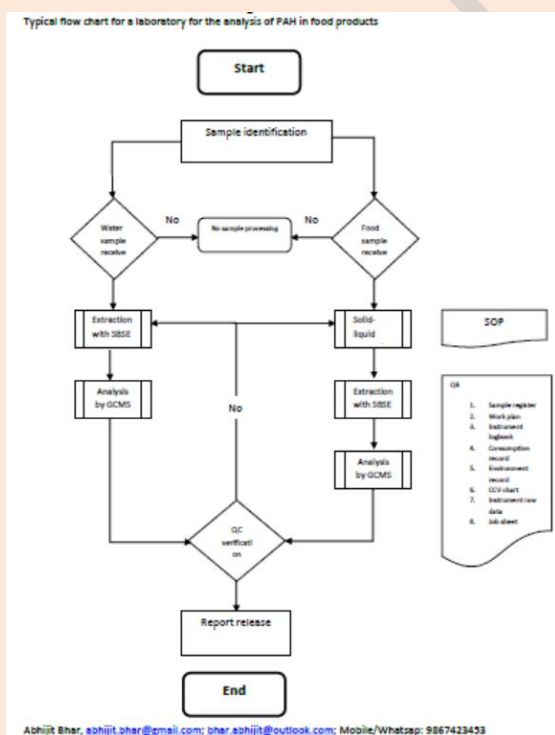 Typical flow chart for a laboratory for the analysis of PAH in food products
Start
Sample identification
Water
sample
receive
No
No sample processing
No
Food
sample
receive
Extraction
with SBSE
Solid-
liquid
SOP
Analysis
by GCMS
Extraction
with SBSE
No
Analysis
by GCMS
QR
1. Sample register
2. Work plan
3. Instrument
logbook
4. Consumption
record
5. Environment
record
6. CCV chart
7. Instrument raw
data
8. Job sheet
QC
verificati
on
Report release
End
Abhijit Bhar, abhijit.bhar@gmail.com; bhar.abhijit@outlook.com; Mobile/Whatsap: 9867423453